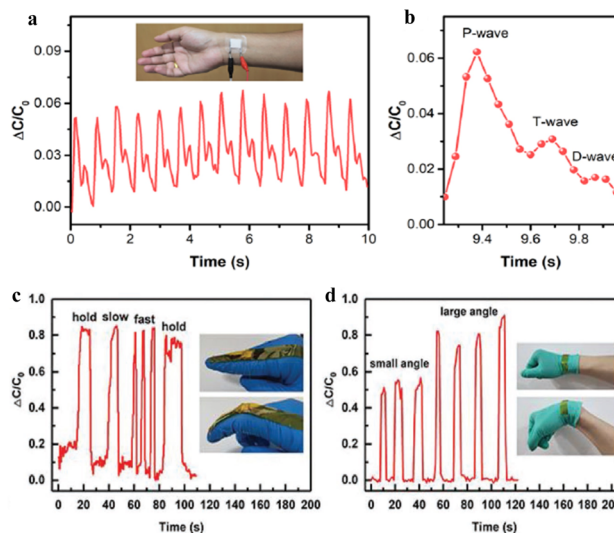 a
0.09
0.06
0.03
0.00
ΔC/C0
0 2 4 6 8 10
Time (s)
b
P-wave
T-wave
D-wave
0.06
0.04
0.02
0.00
ΔC/C0
9.4 9.6 9.8
Time (s)
c
hold slow fast hold
1.0
0.8
0.6
0.4
0.2
0.0
△C/C0
0 20 40 60 80 100 120 140 160 180 200
Time (s)
d
large angle
small angle
1.0
0.8
0.6
0.4
0.2
0.0
△C/C0
0 20 40 60 80 100 120 140 160 180 200
Time (s)